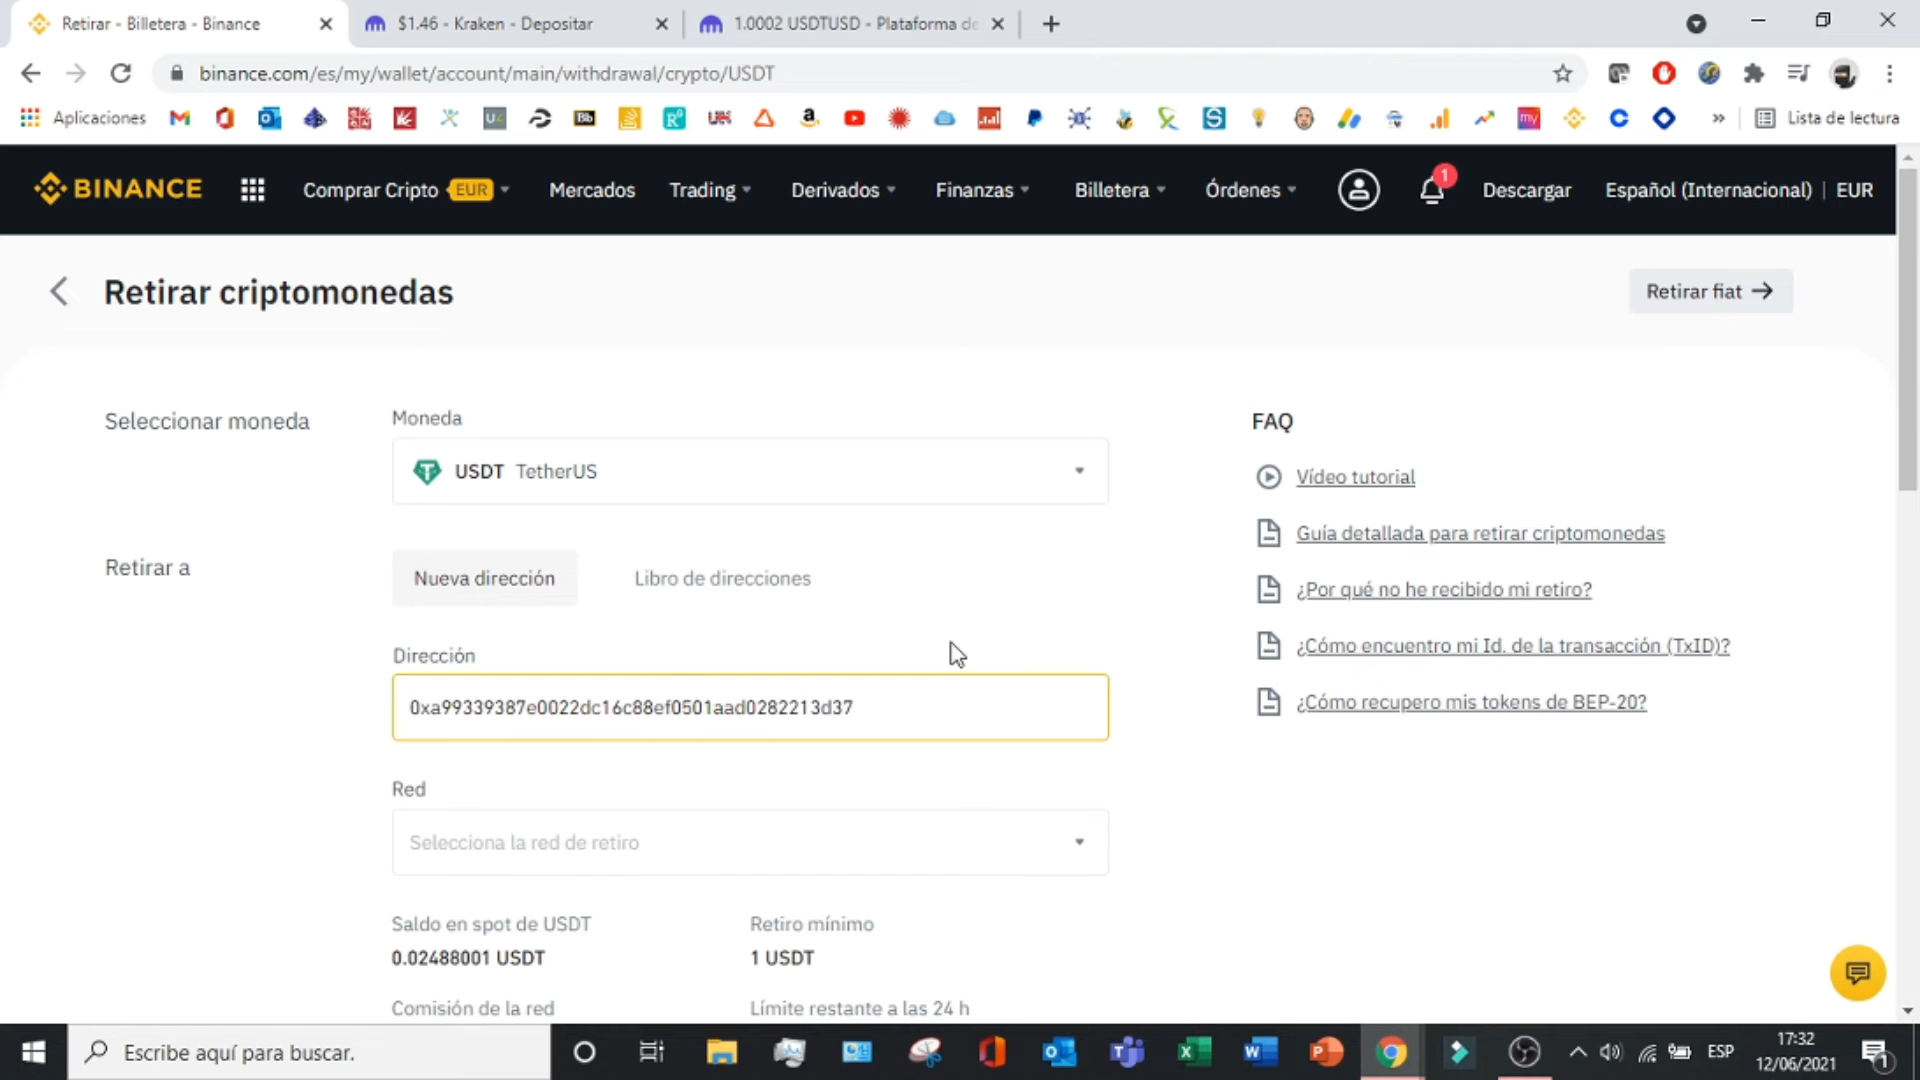 Retirar - Billetera - Binance
$1.46 - Kraken - Depositar
1.0002 USDTUSD - Plataforma de
binance.com/es/my/wallet/account/main/withdrawal/crypto/USDT
Aplicaciones
Bb
my
Lista de lectura
BINANCE
Comprar Cripto EUR
Mercados
Trading
Derivados
Finanzas
Billetera
Órdenes
1
Descargar
Español (Internacional) | EUR
Retirar criptomonedas
Retirar fiat
Seleccionar moneda
Moneda
USDT TetherUS
Retirar a
Nueva dirección
Libro de direcciones
Dirección
0xa99339387e0022dc16c88ef0501aad0282213d37
Red
Selecciona la red de retiro
Saldo en spot de USDT
0.02488001 USDT
Retiro mínimo
1 USDT
Comisión de la red
Límite restante a las 24 h
FAQ
Vídeo tutorial
Guía detallada para retirar criptomonedas
¿Por qué no he recibido mi retiro?
¿Cómo encuentro mi Id. de la transacción (TxID)?
¿Cómo recupero mis tokens de BEP-20?
Escribe aquí para buscar.
ESP
17:32
12/06/2021
1